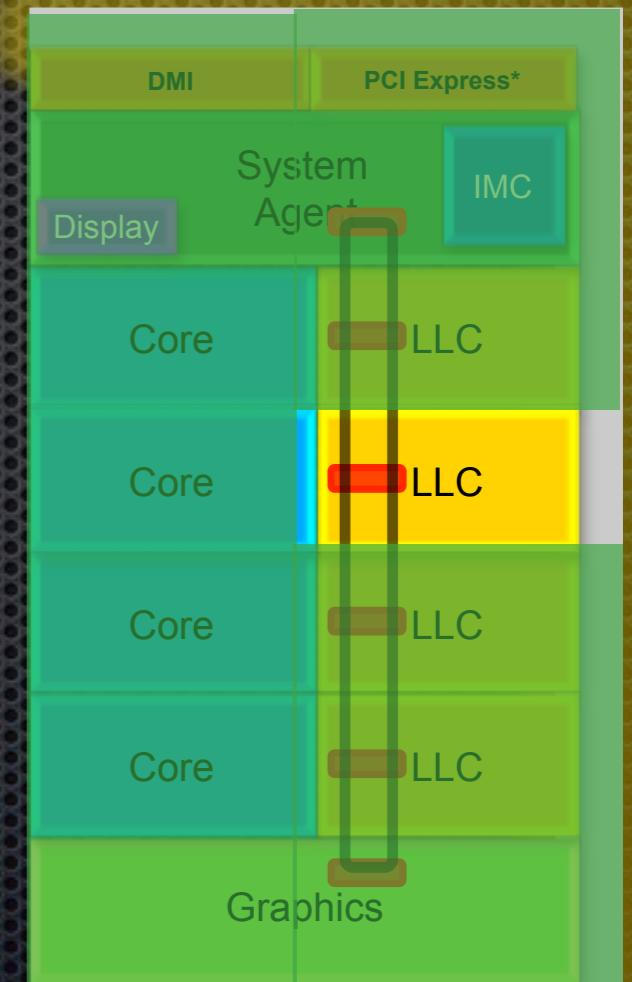 DMI
PCI Express*
System
Agent
IMC
Display
Core
LLC
Core
LLC
Core
LLC
Core
LLC
Graphics